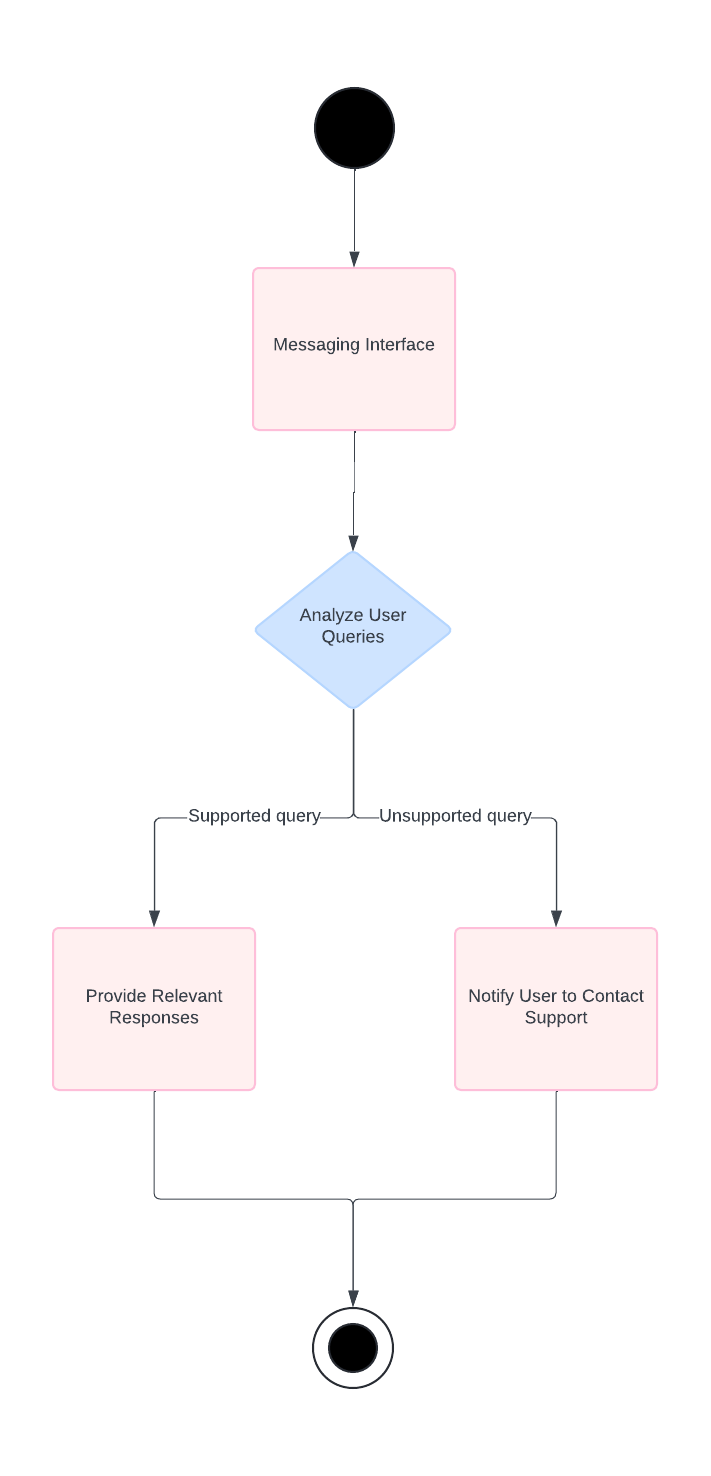 Messaging Interface
Analyze User
Queries
Supported query
Unsupported query
Provide Relevant
Responses
Notify User to Contact
Support